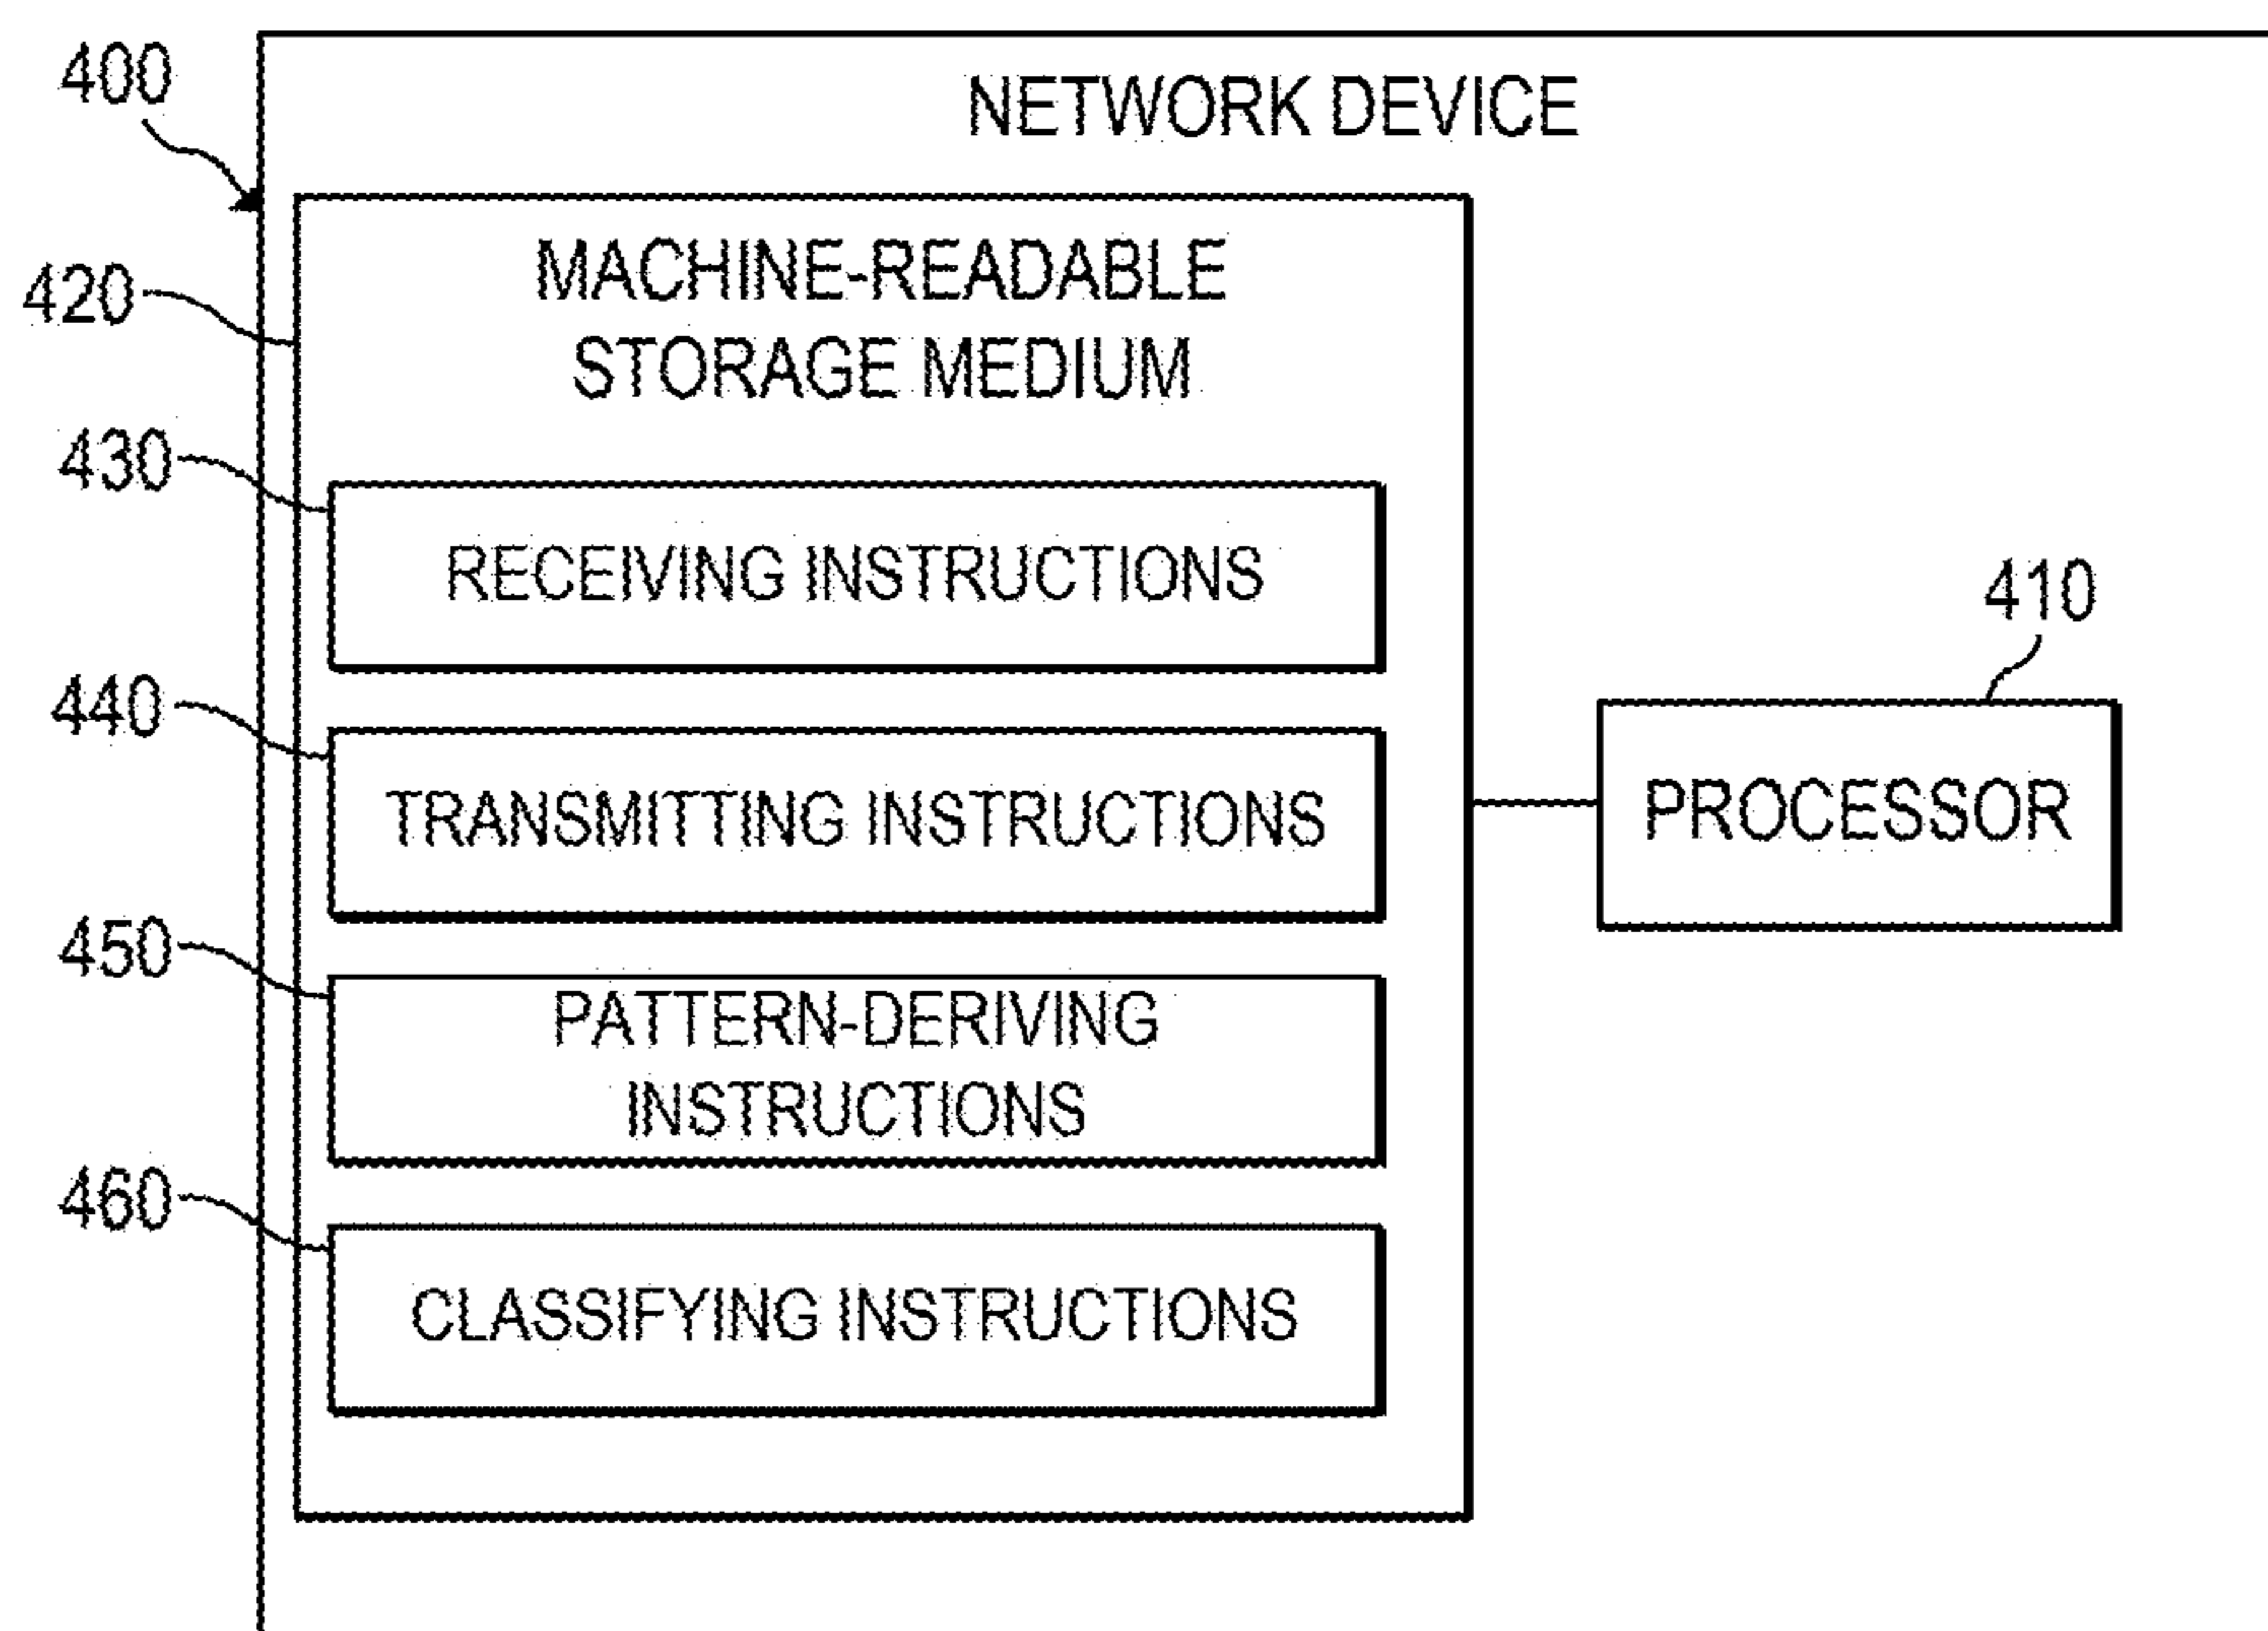 400
NETWORK DEVICE
420
MACHINE-READABLE
STORAGE MEDIUM
430
RECEIVING INSTRUCTIONS
410
440
TRANSMITTING INSTRUCTIONS
PROCESSOR
450
PATTERN-DERIVING
INSTRUCTIONS
460
CLASSIFYING INSTRUCTIONS